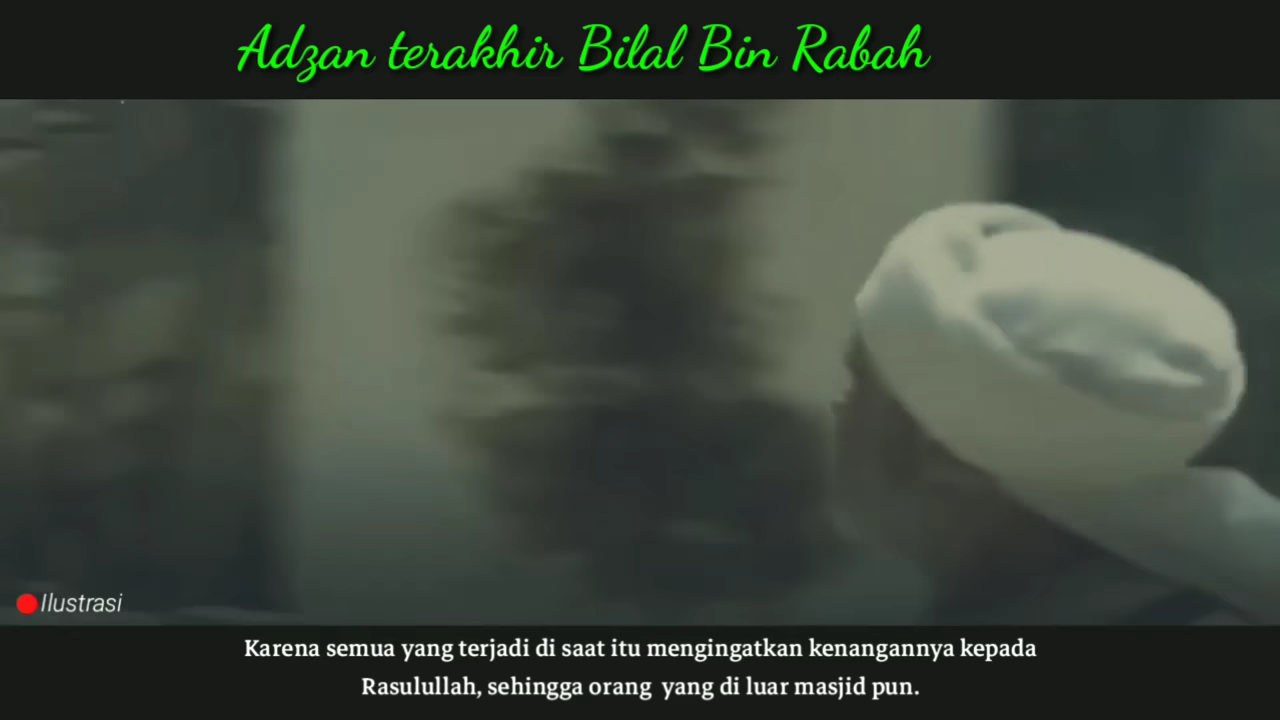 Adzan terakhir Bilal Bin Rabah
Ilustrasi
Karena semua yang terjadi di saat itu mengingatkan kenangannya kepada
Rasulullah, sehingga orang yang di luar masjid pun.